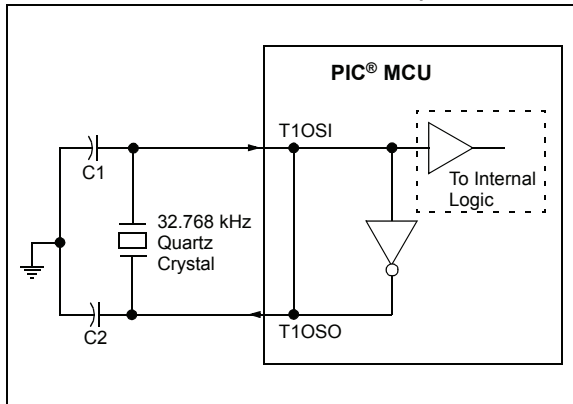 PIC® MCU
T1OSI
C1
To Internal
Logic
32.768 kHz
Quartz
Crystal
T1OSO
C2